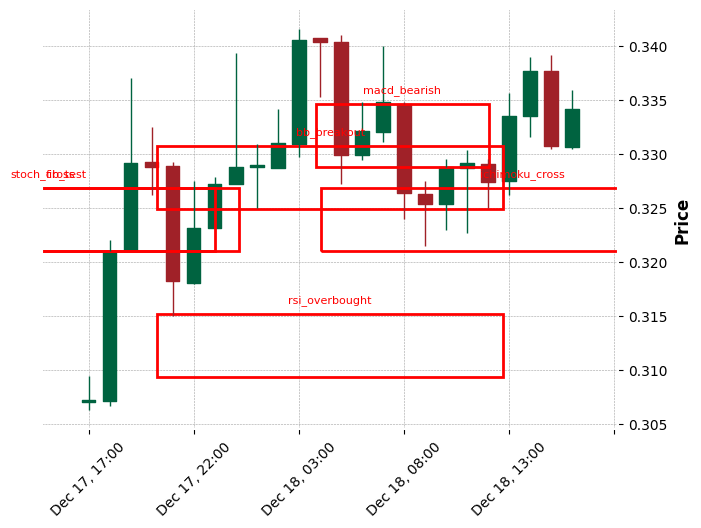 0.340
0.335
macd_bearish
bb_breakout
0.330
stoch_cross
fib_test
ichimoku_cross
0.325
0.320
0.315
rsi_overbought
0.310
0.305
Price
Dec 17, 17:00
Dec 17, 22:00
Dec 18, 03:00
Dec 18, 08:00
Dec 18, 13:00